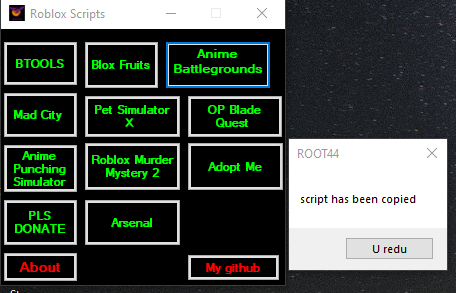 Roblox Scripts
BTOOLS
Blox Fruits
Anime
Battlegrounds
Mad City
Pet Simulator
X
OP Blade
Quest
Anime
Punching
Simulator
Roblox Murder
Mystery 2
Adopt Me
PLS
DONATE
Arsenal
About
My github
ROOT44
script has been copied
U redu